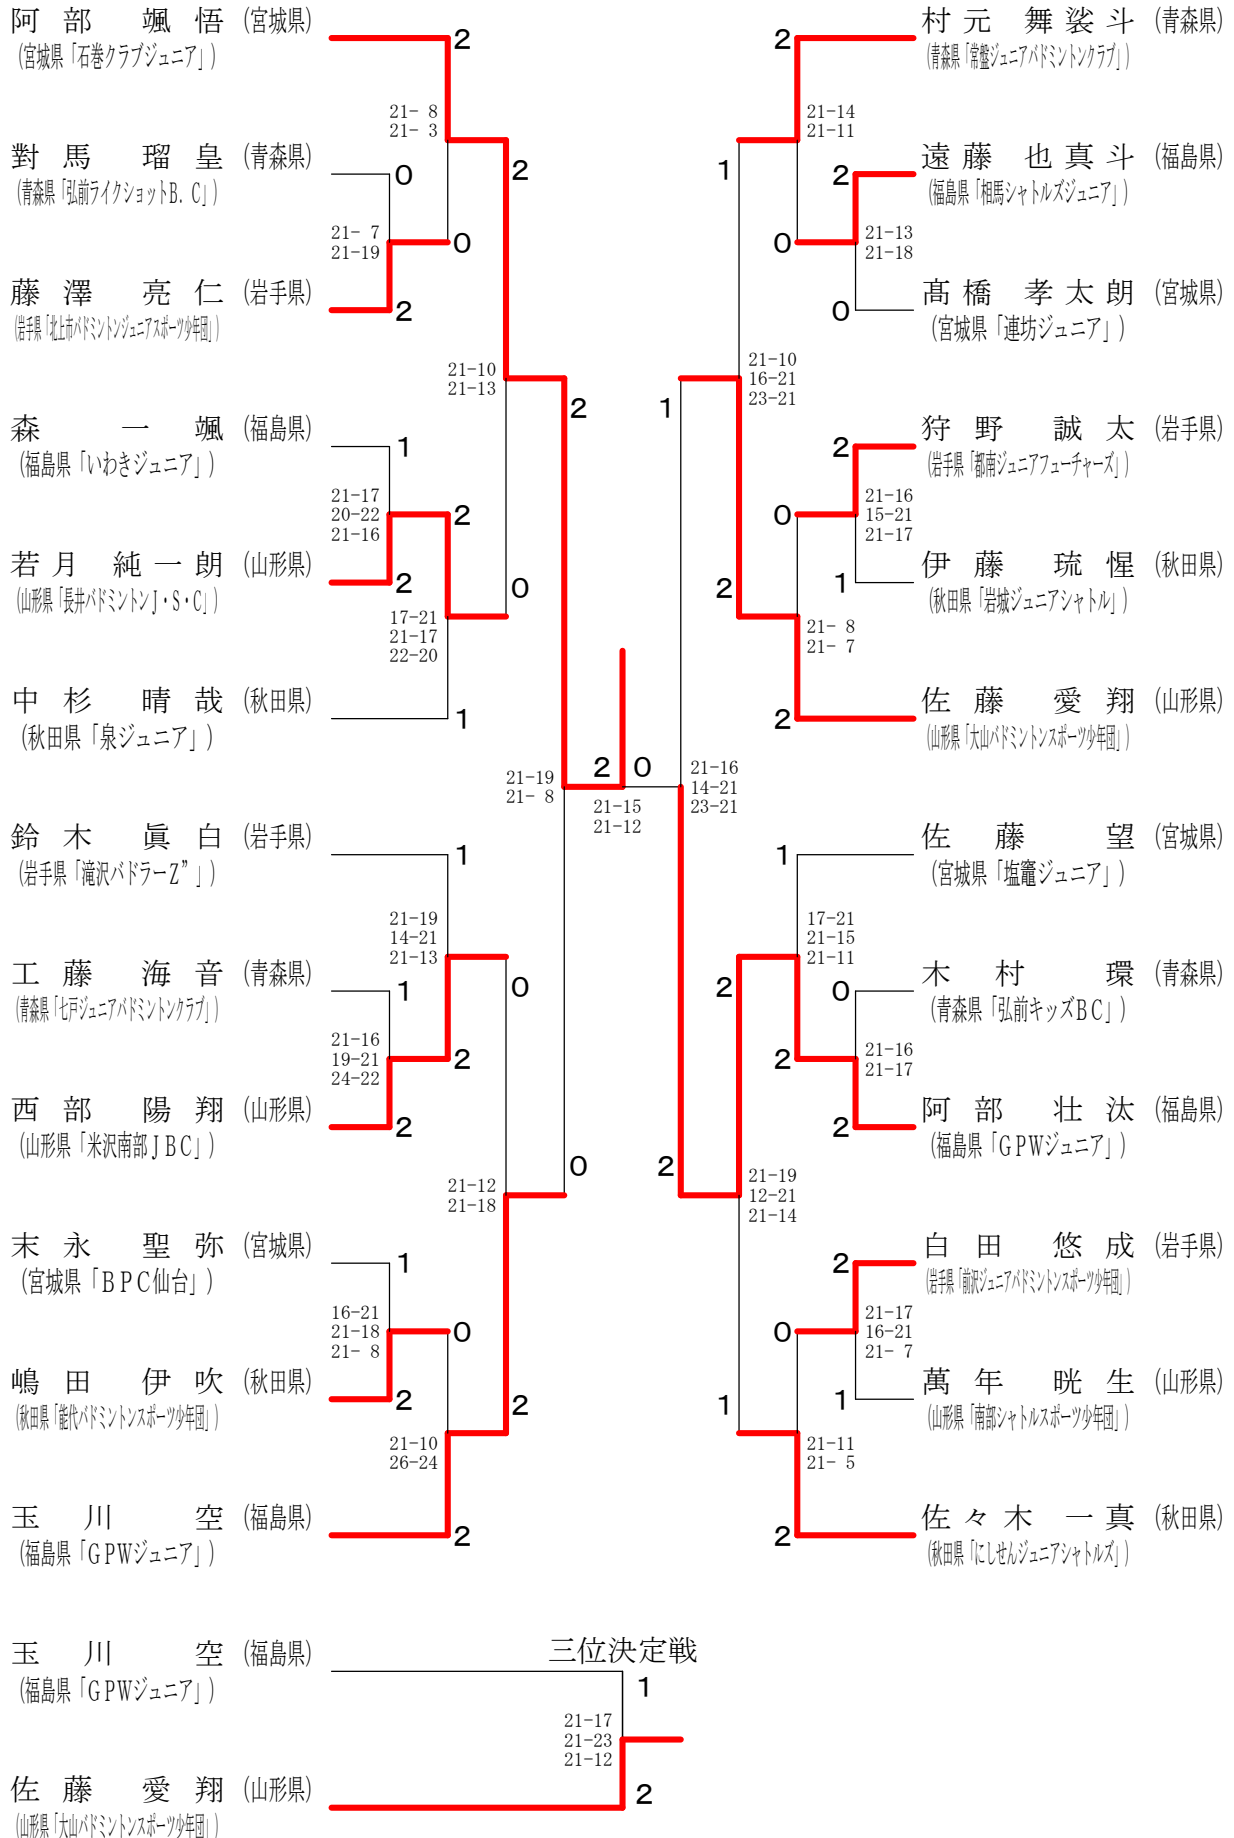 阿部 颯悟 (宮城県)
(宮城県「石巻クラブジュニア」)
2
21- 8
21- 3
對馬 瑠皇 (青森県)
(青森県「弘前ライクショットB．C」)
0
2
21- 7
21-19
0
藤澤 亮仁 (岩手県)
(岩手県「北上市バドミントンジュニアスポーツ少年団」)
2
21-10
21-13
2
森 一颯 (福島県)
(福島県「いわきジュニア」)
1
21-17
20-22
21-16
2
若月 純一朗 (山形県)
(山形県「長井バドミントンJ・S・C」)
2
0
17-21
21-17
22-20
中杉 晴哉 (秋田県)
(秋田県「泉ジュニア」)
1
21-19
21- 8
2 0
21-15
21-12
鈴木 眞白 (岩手県)
(岩手県「滝沢バドラーZ”」)
1
21-19
14-21
21-13
工藤 海音 (青森県)
(青森県「七戸ジュニアバドミントンクラブ」)
1
0
21-16
19-21
24-22
2
西部 陽翔 (山形県)
(山形県「米沢南部JBC」)
2
0
21-12
21-18
末永 聖弥 (宮城県)
(宮城県「BPC仙台」)
1
16-21
21-18
21- 8
0
嶋田 伊吹 (秋田県)
(秋田県「能代バドミントンスポーツ少年団」)
2
2
21-10
26-24
玉川 空 (福島県)
(福島県「GPWジュニア」)
2
村元 舞裟斗 (青森県)
(青森県「常盤ジュニアバドミントンクラブ」)
2
21-14
21-11
遠藤 也真斗 (福島県)
(福島県「相馬シャトルズジュニア」)
1
2
0
21-13
21-18
髙橋 孝太朗 (宮城県)
(宮城県「連坊ジュニア」)
0
21-10
16-21
23-21
1
狩野 誠太 (岩手県)
(岩手県「都南ジュニアフューチャーズ」)
2
0
21-16
15-21
21-17
伊藤 琉惺 (秋田県)
(秋田県「岩城ジュニアシャトル」)
2
1
21- 8
21- 7
佐藤 愛翔 (山形県)
(山形県「大山バドミントンスポーツ少年団」)
2
21-16
14-21
23-21
佐藤 望 (宮城県)
(宮城県「塩竈ジュニア」)
1
17-21
21-15
21-11
木村 環 (青森県)
(青森県「弘前キッズBC」)
2
0
2
21-16
21-17
阿部 壮汰 (福島県)
(福島県「GPWジュニア」)
2
2
21-19
12-21
21-14
白田 悠成 (岩手県)
(岩手県「前沢ジュニアバドミントンスポーツ少年団」)
2
0
21-17
16-21
21- 7
萬年 晄生 (山形県)
(山形県「南部シャトルスポーツ少年団」)
1
1
21-11
21- 5
佐々木 一真 (秋田県)
(秋田県「にしせんジュニアシャトルズ」)
2
三位決定戦
玉川 空 (福島県)
(福島県「GPWジュニア」)
1
21-17
21-23
21-12
佐藤 愛翔 (山形県)
(山形県「大山バドミントンスポーツ少年団」)
2